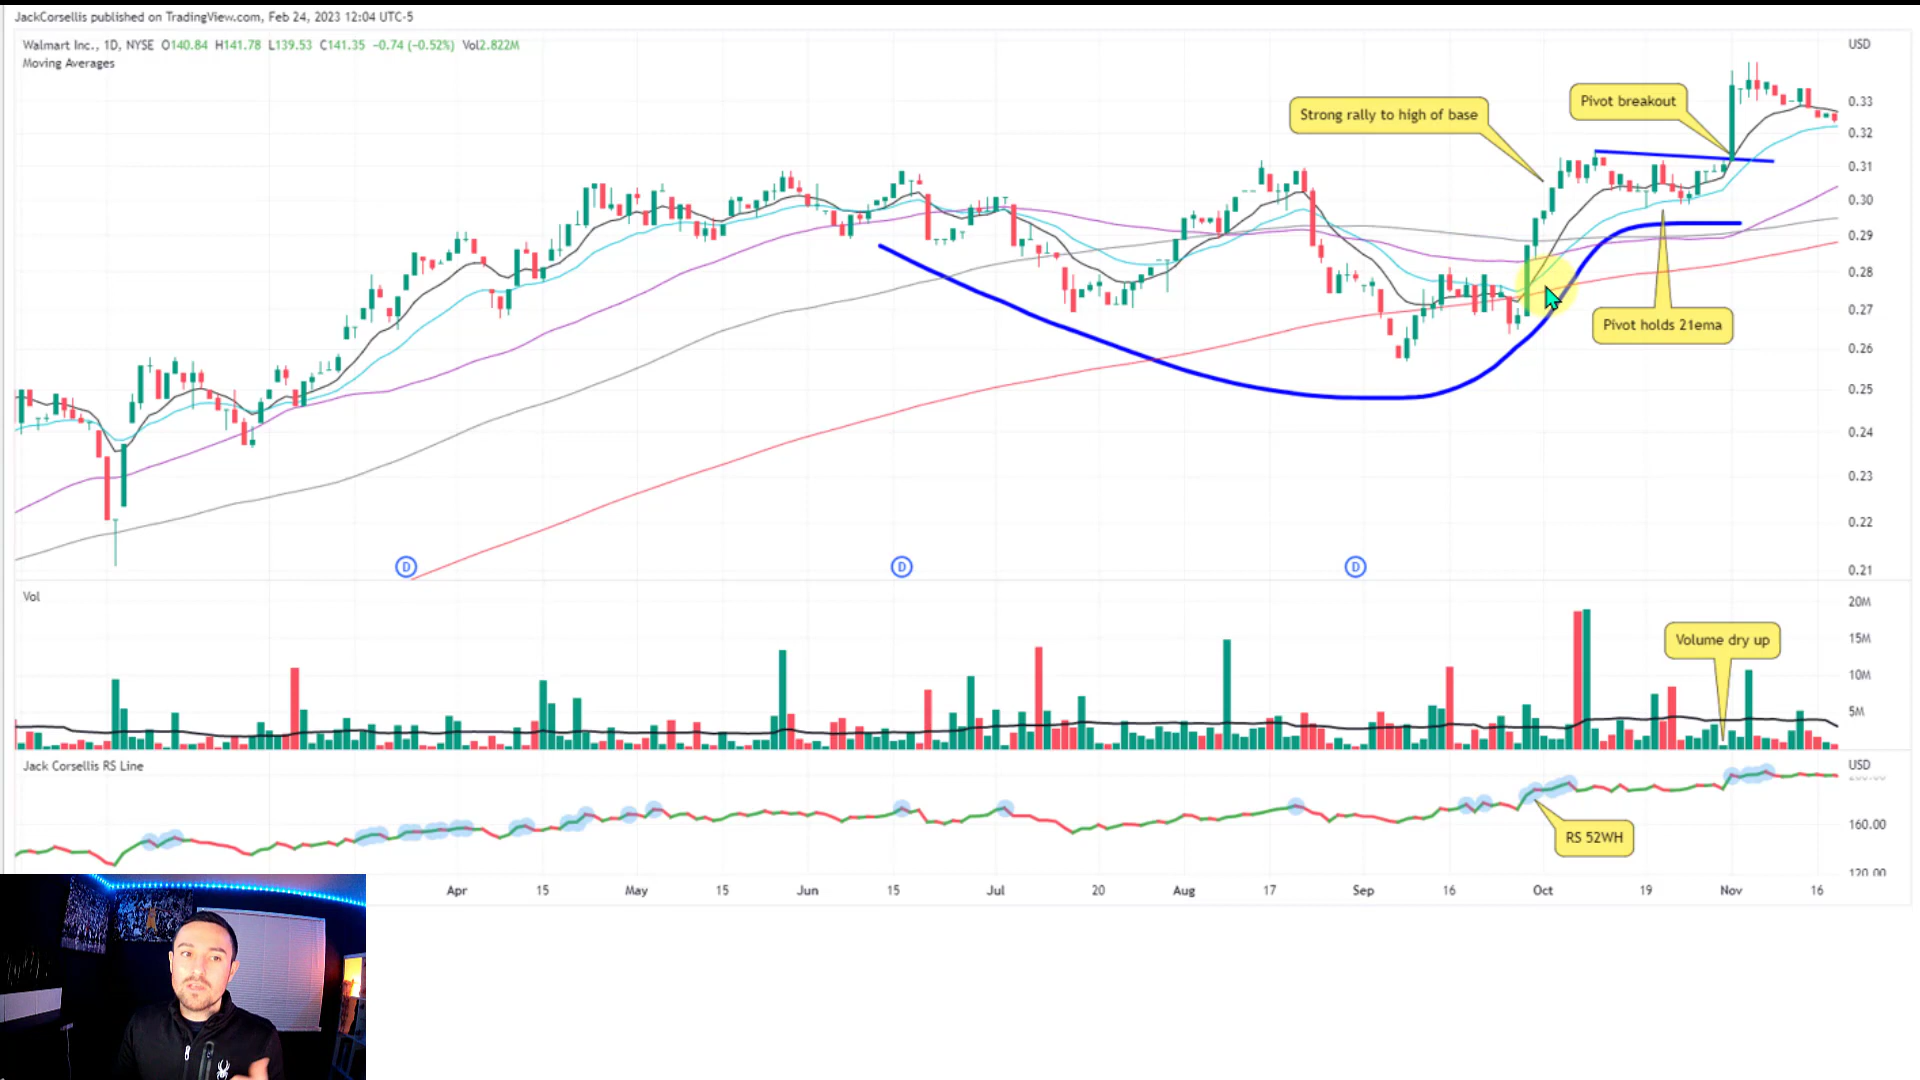 JackCorsellis published on TradingView.com, Feb 24, 2023 12:04 UTC-5
Walmart Inc., 1D, NYSE O140.84 H141.78 L139.53 C141.35 −0.74 (−0.52%) Vol2.822M
Moving Averages
USD
Strong rally to high of base
Pivot breakout
0.33
0.32
0.31
0.30
0.29
0.28
0.27
0.26
0.25
0.24
0.23
0.22
0.21
Pivot holds 21ema
D
D
D
Vol
20M
15M
10M
5M
Volume dry up
Jack Corsellis RS Line
USD
160.00
120.00
RS 52WH
Apr 15 May 15 Jun 15 Jul 20 Aug 17 Sep 16 Oct 19 Nov 16